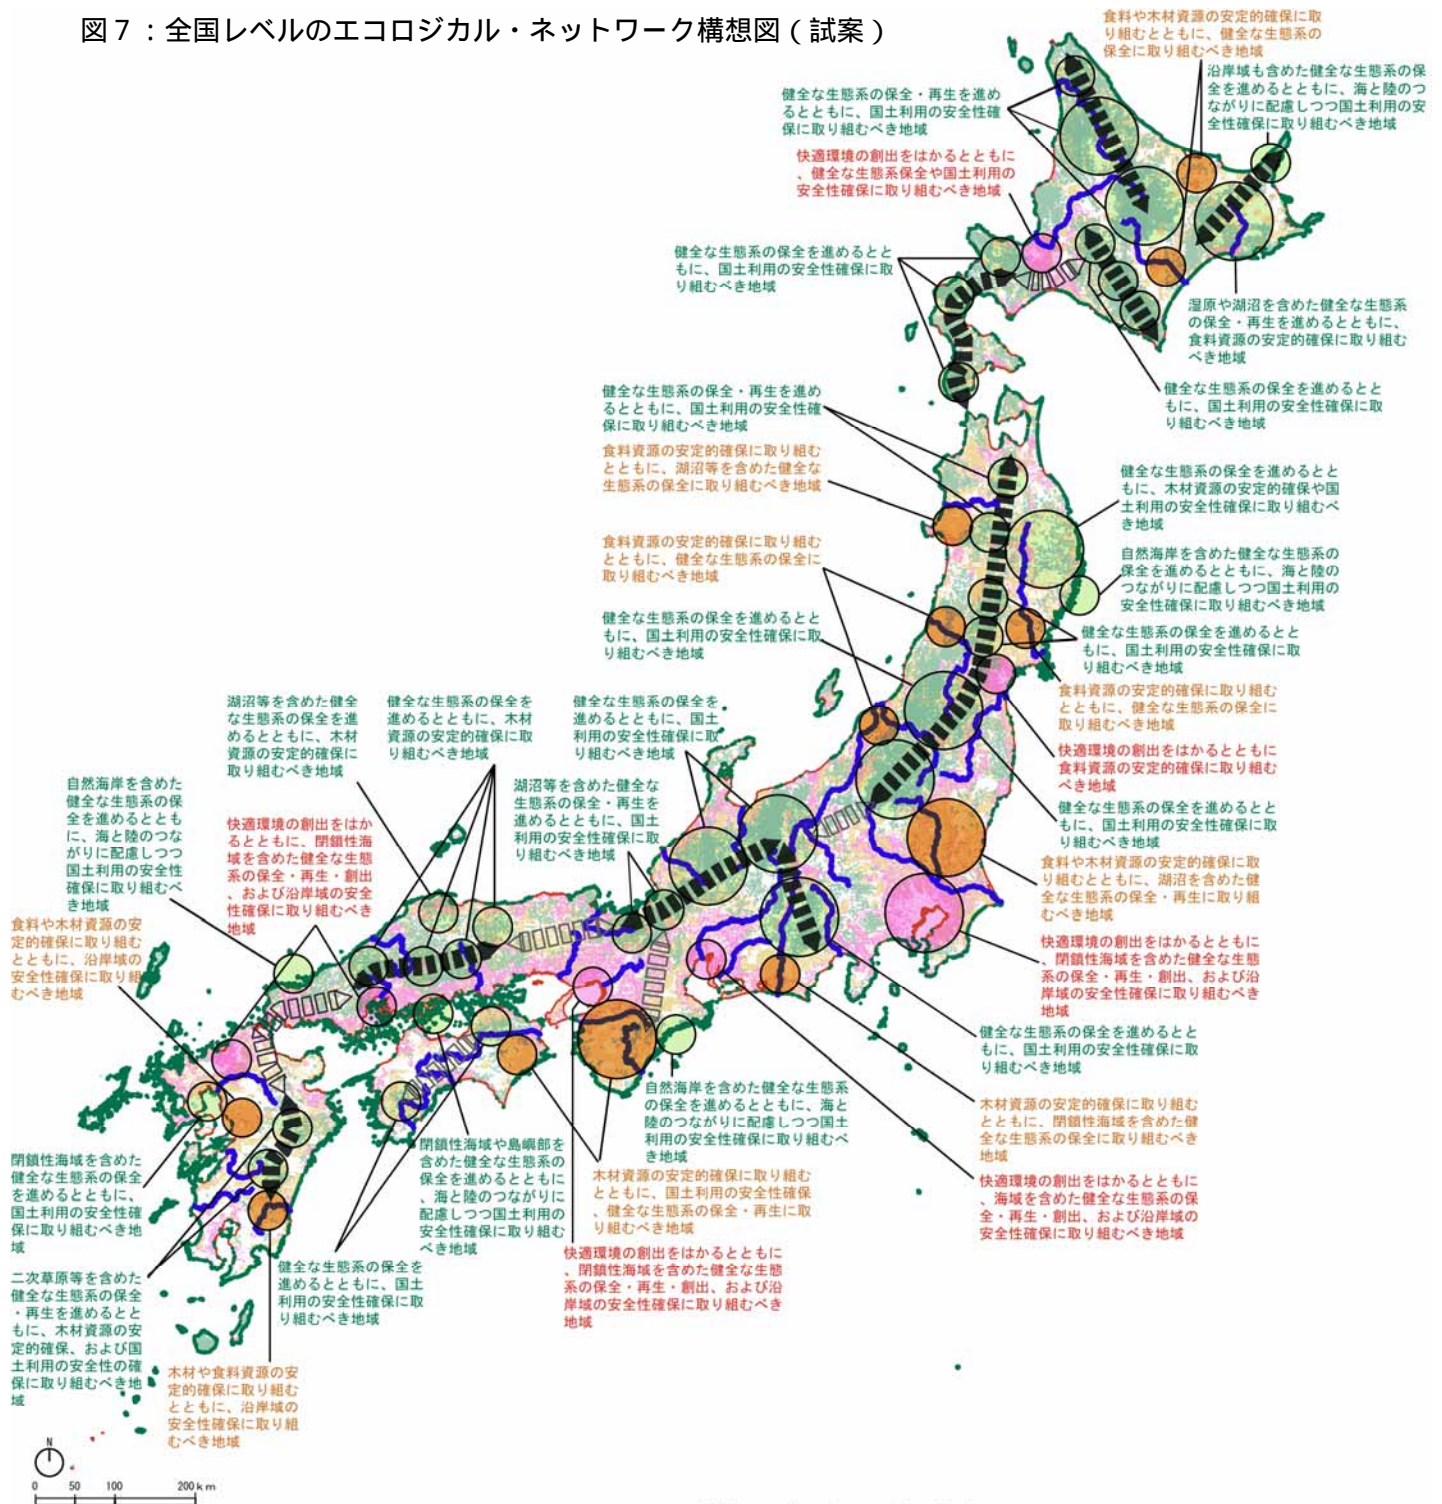 図７：全国レベルのエコロジカル・ネットワーク構想図（試案）
食料や木材資源の安定的確保に取
り組むとともに、健全な生態系の
保全に取り組むべき地域
沿岸域も含めた健全な生態系の保
全を進めるとともに、海と陸のつ
ながりに配慮しつつ国土利用の安
全性確保に取り組むべき地域
健全な生態系の保全・再生を進め
るとともに、国土利用の安全性確
保に取り組むべき地域
快適環境の創出をはかるとともに
、健全な生態系保全や国土利用の
安全性確保に取り組むべき地域
健全な生態系の保全を進めるとと
もに、国土利用の安全性確保に取
り組むべき地域
湿原や湖沼を含めた健全な生態系
の保全・再生を進めるとともに、
食料資源の安定的確保に取り組む
べき地域
健全な生態系の保全を進めるとと
もに、国土利用の安全性確保に取
り組むべき地域
健全な生態系の保全・再生を進め
るとともに、国土利用の安全性確
保に取り組むべき地域
食料資源の安定的確保に取り組む
とともに、湖沼等を含めた健全な
生態系の保全に取り組むべき地域
健全な生態系の保全を進めるとと
もに、木材資源の安定的確保や国
土利用の安全性確保に取り組むべ
き地域
食料資源の安定的確保に取り組む
とともに、健全な生態系の保全に
取り組むべき地域
自然海岸を含めた健全な生態系の
保全を進めるとともに、海と陸の
つながりに配慮しつつ国土利用の
安全性確保に取り組むべき地域
健全な生態系の保全を進めるとと
もに、国土利用の安全性確保に取
り組むべき地域
健全な生態系の保全を進めるとと
もに、国土利用の安全性確保に取
り組むべき地域
食料資源の安定的確保に取り組む
とともに、健全な生態系の保全に
取り組むべき地域
快適環境の創出をはかるとともに
食料資源の安定的確保に取り組む
べき地域
健全な生態系の保全を進めるとと
もに、国土利用の安全性確保に取
り組むべき地域
食料や木材資源の安定的確保に取
り組むとともに、湖沼を含めた健
全な生態系の保全・再生に取り組
むべき地域
快適環境の創出をはかるとともに
、閉鎖性海域を含めた健全な生態
系の保全・再生・創出、および沿
岸域の安全性確保に取り組むべき
地域
湖沼等を含めた健全
な生態系の保全を進
めるとともに、木材
資源の安定的確保に
取り組むべき地域
健全な生態系の保全を
進めるとともに、木材
資源の安定的確保に取
り組むべき地域
健全な生態系の保全を
進めるとともに、国土
利用の安全性確保に取
り組むべき地域
湖沼等を含めた健全な
生態系の保全・再生を
進めるとともに、国土
利用の安全性確保に取
り組むべき地域
自然海岸を含めた
健全な生態系の保
全を進めるととも
に、海と陸のつな
がりに配慮しつつ
国土利用の安全性
確保に取り組むべ
き地域
快適環境の創出をはか
るとともに、閉鎖性海
域を含めた健全な生態
系の保全・再生・創出
、および沿岸域の安全
性確保に取り組むべき
地域
食料や木材資源の安
定的確保に取り組む
とともに、沿岸域の
安全性確保に取り組
むべき地域
健全な生態系の保全を進めるとと
もに、国土利用の安全性確保に取
り組むべき地域
木材資源の安定的確保に取り組む
とともに、閉鎖性海域を含めた健
全な生態系の保全に取り組むべき
地域
快適環境の創出をはかるとともに
、海域を含めた健全な生態系の保
全・再生・創出、および沿岸域の
安全性確保に取り組むべき地域
自然海岸を含めた健全な生態系
の保全を進めるとともに、海と
陸のつながりに配慮しつつ国土
利用の安全性確保に取り組むべ
き地域
木材資源の安定的確保に取り組む
とともに、国土利用の安全性確保
、健全な生態系の保全・再生に取
り組むべき地域
快適環境の創出をはかるとともに
、閉鎖性海域を含めた健全な生態
系の保全・再生・創出、および沿
岸域の安全性確保に取り組むべき
地域
閉鎖性海域や島嶼部を
含めた健全な生態系の
保全を進めるとともに
、海と陸のつながりに
配慮しつつ国土利用の
安全性確保に取り組む
べき地域
健全な生態系の保全を
進めるとともに、国土
利用の安全性確保に取
り組むべき地域
閉鎖性海域を含めた
健全な生態系の保全
を進めるとともに、
国土利用の安全性確
保に取り組むべき地
域
二次草原等を含めた
健全な生態系の保全
・再生を進めるとと
もに、木材資源の安
定的確保、および国
土利用の安全性の確
保に取り組むべき地
域
木材や食料資源の安
定的確保に取り組む
とともに、沿岸域の
安全性確保に取り組
むべき地域
N
0 50 100 200km